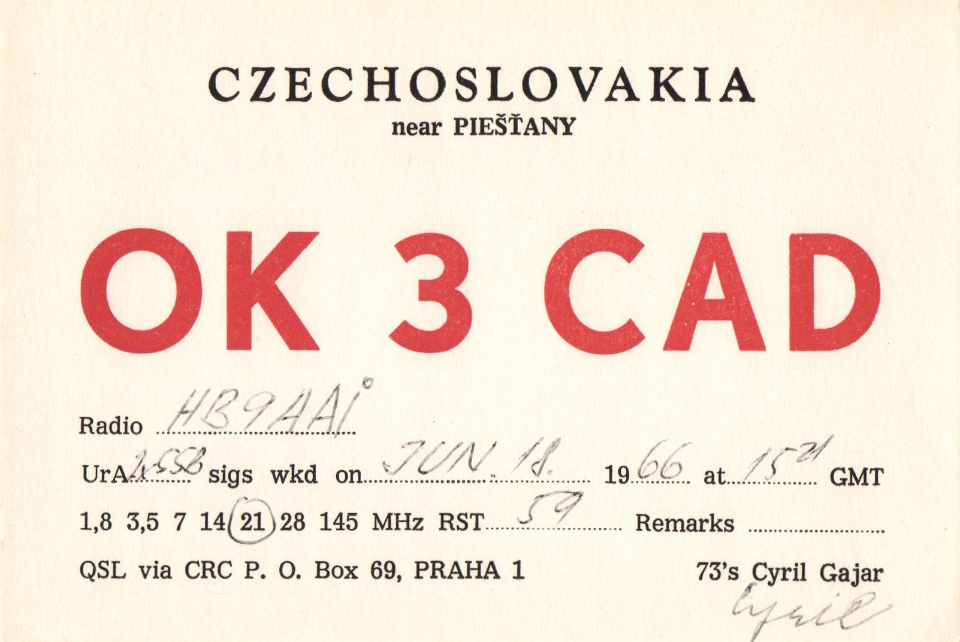 CZECHOSLOVAKIA
near PIEŠŤANY
OK 3 CAD
Radio HB9AAI
UrA SSB sigs wkd on JUN. 18. 1966 at 15 GMT
1,8 3,5 7 14 21 28 145 MHz RST 59 Remarks
QSL via CRC P. O. Box 69, PRAHA 1 73's Cyril Gajar
Cyril